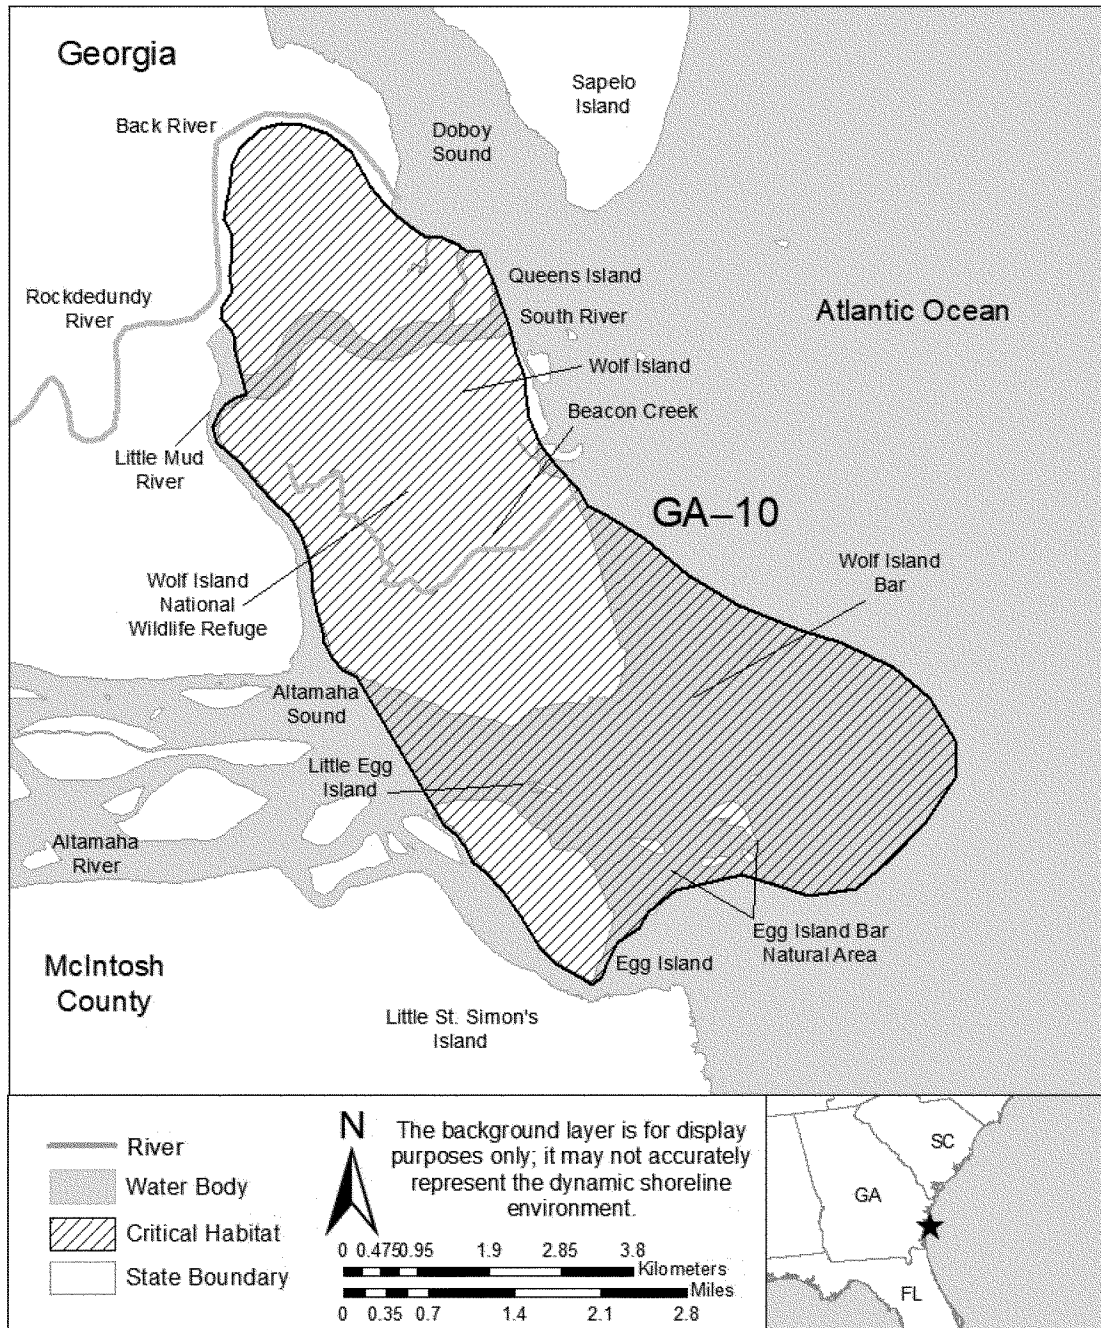 Georgia
Sapelo
Island
Back River
Doboy
Sound
Queens Island
Rockdedundy
River
South River
Atlantic Ocean
Wolf Island
Beacon Creek
Little Mud
River
GA–10
Wolf Island
Bar
Wolf Island
National
Wildlife Refuge
Altamaha
Sound
Little Egg
Island
Altamaha
River
Egg Island Bar
Natural Area
Egg Island
McIntosh
County
Little St. Simon's
Island
River
Water Body
Critical Habitat
State Boundary
N
The background layer is for display
purposes only; it may not accurately
represent the dynamic shoreline
environment.
0 0.475 0.95 1.9 2.85 3.8
Kilometers
Miles
0 0.35 0.7 1.4 2.1 2.8
SC
GA
FL